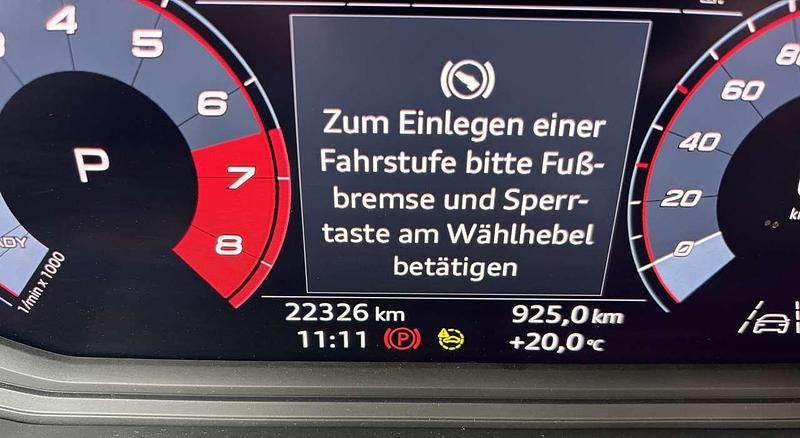 4
5
6
7
8
P
1/min x 1000
Zum Einlegen einer
Fahrstufe bitte Fuß-
bremse und Sperr-
taste am Wählhebel
betätigen
60
40
20
0
22326 km
925,0 km
11:11
P
+20,0 °C